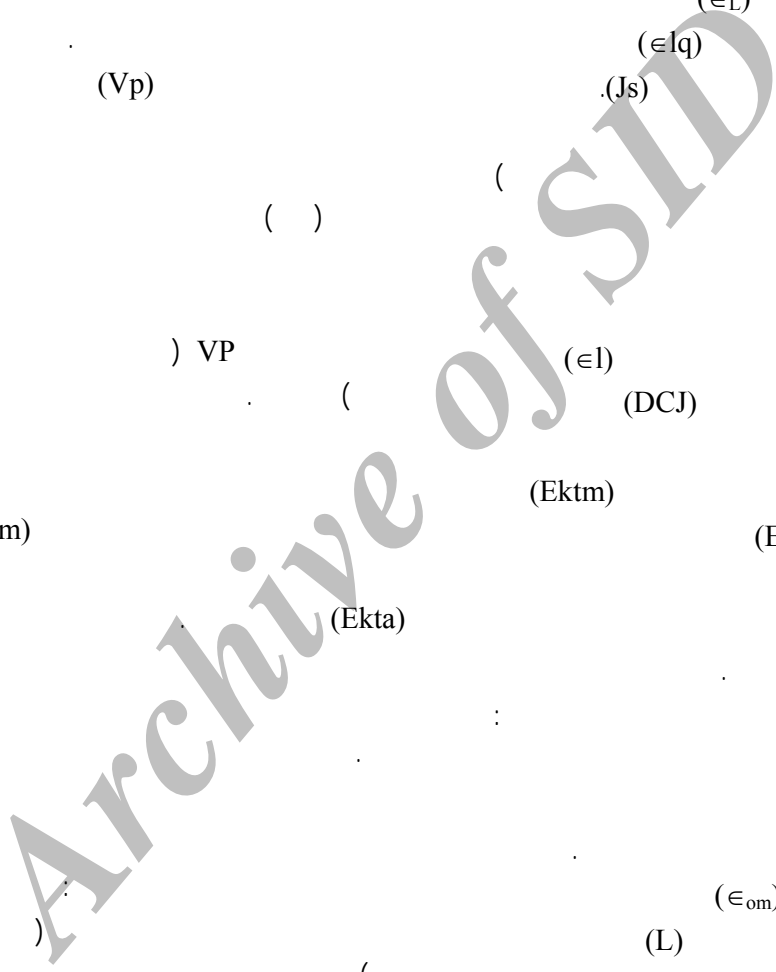 (∈L)
. (∈lq)
(Vp) .(Js)
(
( )
) VP (∈l)
. ( (DCJ)
(Ektm)
m) (E
. (Ekta)
.
:
.
.
: (∈om)
) (L)
(
Archive of SID